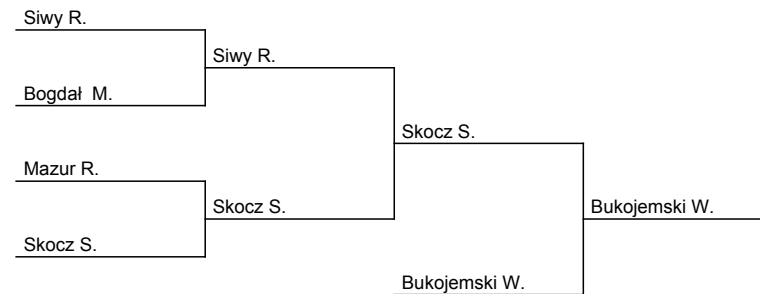 Siwy R.
Siwy R.
Bogdał M.
Skocz S.
Mazur R.
Skocz S.
Bukojemski W.
Skocz S.
Bukojemski W.